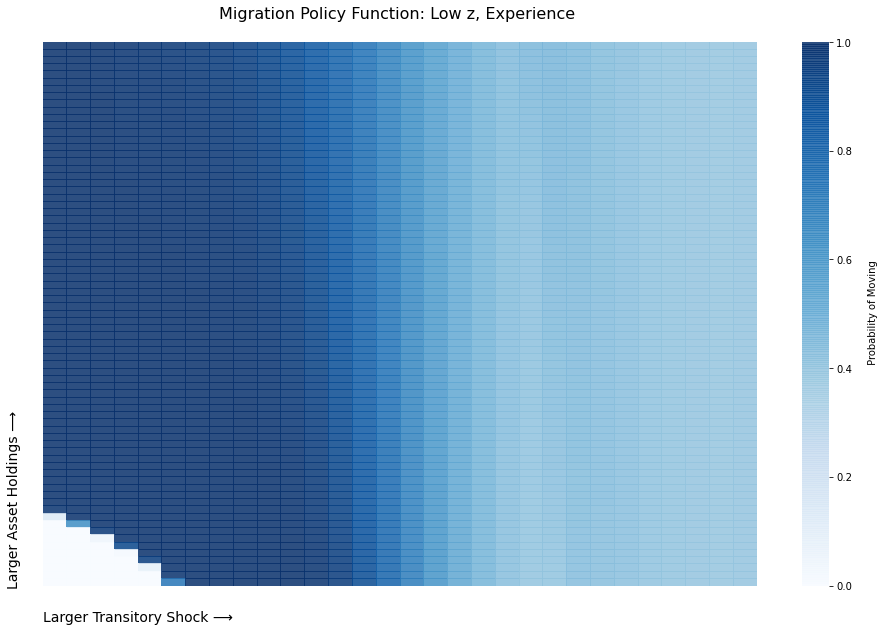 Migration Policy Function: Low z, Experience
1.0
0.8
0.6
0.4
0.2
0.0
Probability of Moving
Larger Asset Holdings ⟶
Larger Transitory Shock ⟶